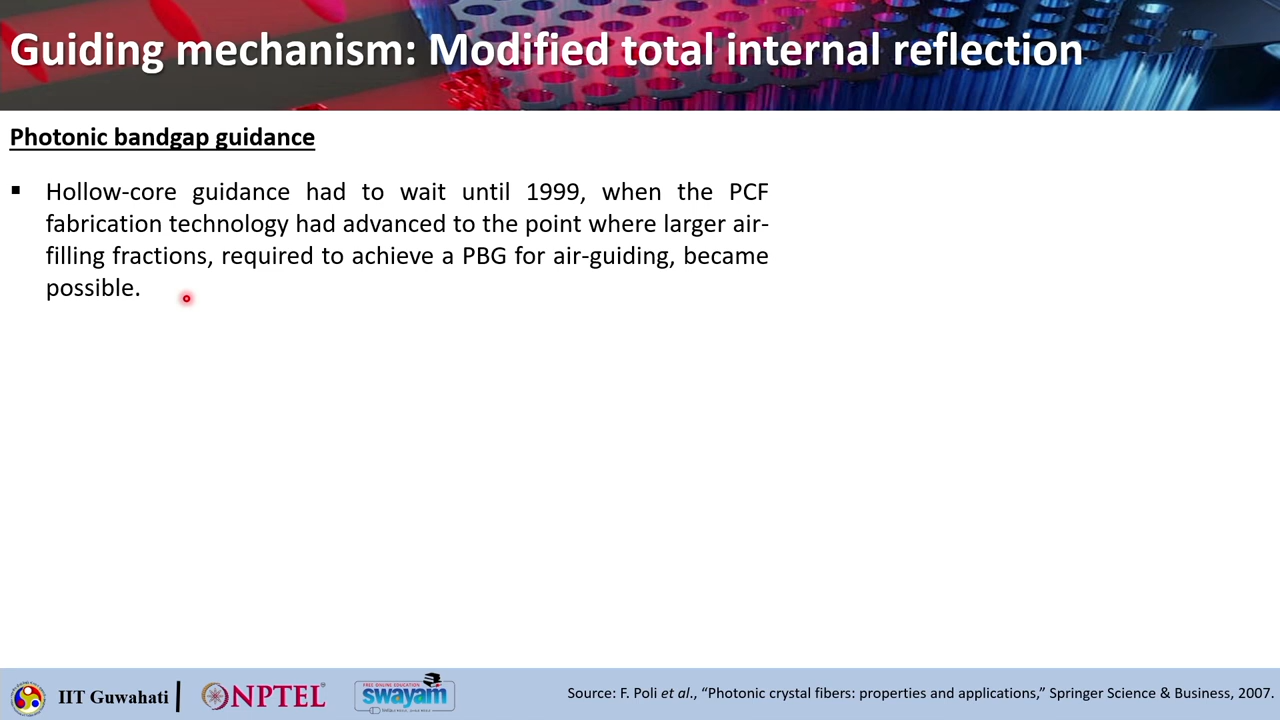 Guiding mechanism: Modified total internal reflection
Photonic bandgap guidance
▪ Hollow-core guidance had to wait until 1999, when the PCF
fabrication technology had advanced to the point where larger air-
filling fractions, required to achieve a PBG for air-guiding, became
possible.
IIT Guwahati
NPTEL
FREE ONLINE EDUCATION
swayam
Source: F. Poli et al., “Photonic crystal fibers: properties and applications,” Springer Science & Business, 2007.